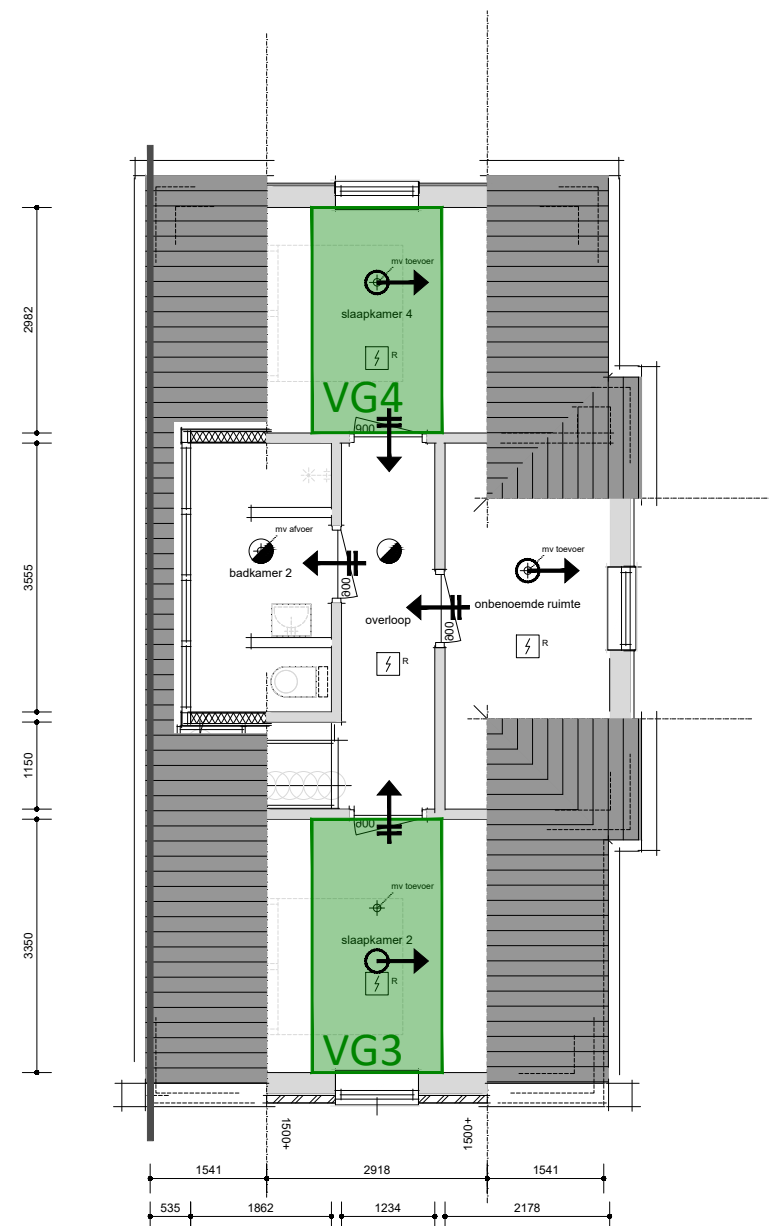 mv toevoer
slaapkamer 4
R
VG4
900
2982
mv afvoer
badkamer 2
900
mv toevoer
onbenoemde ruimte
900
overloop
R
R
3555
1150
900
mv toevoer
slaapkamer 2
R
VG3
3350
1500+
1500+
1541
2918
1541
535
1862
1234
2178